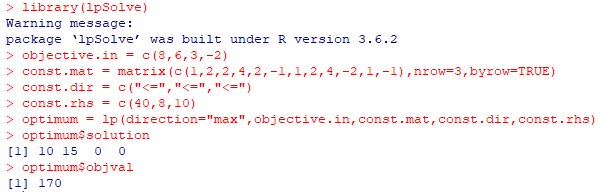 > library(lpSolve)
Warning message:
package ‘lpSolve’ was built under R version 3.6.2
> objective.in = c(8,6,3,-2)
> const.mat = matrix(c(1,2,2,4,2,-1,1,2,4,-2,1,-1),nrow=3,byrow=TRUE)
> const.dir = c("<=","<=","<=")
> const.rhs = c(40,8,10)
> optimum = lp(direction="max",objective.in,const.mat,const.dir,const.rhs)
> optimum$solution
[1] 10 15  0  0
> optimum$objval
[1] 170